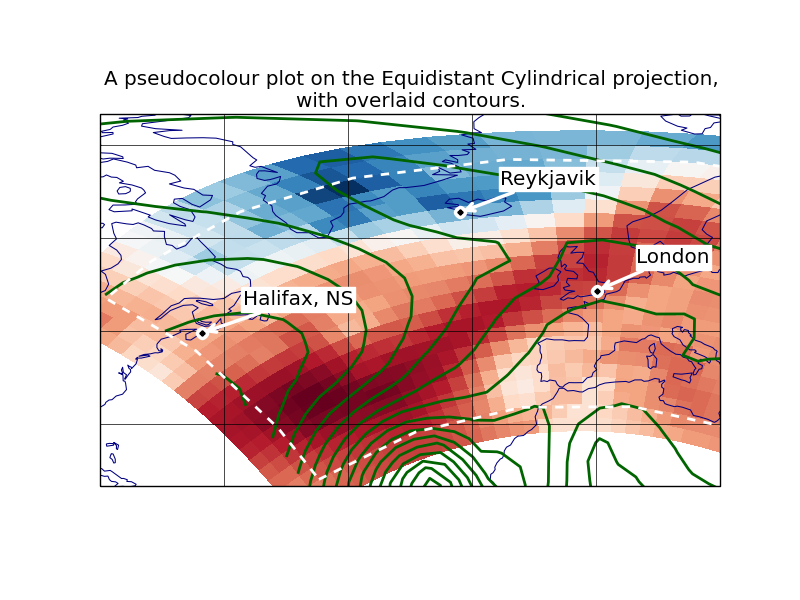 A pseudocolour plot on the Equidistant Cylindrical projection,
with overlaid contours.
Reykjavik
London
Halifax, NS